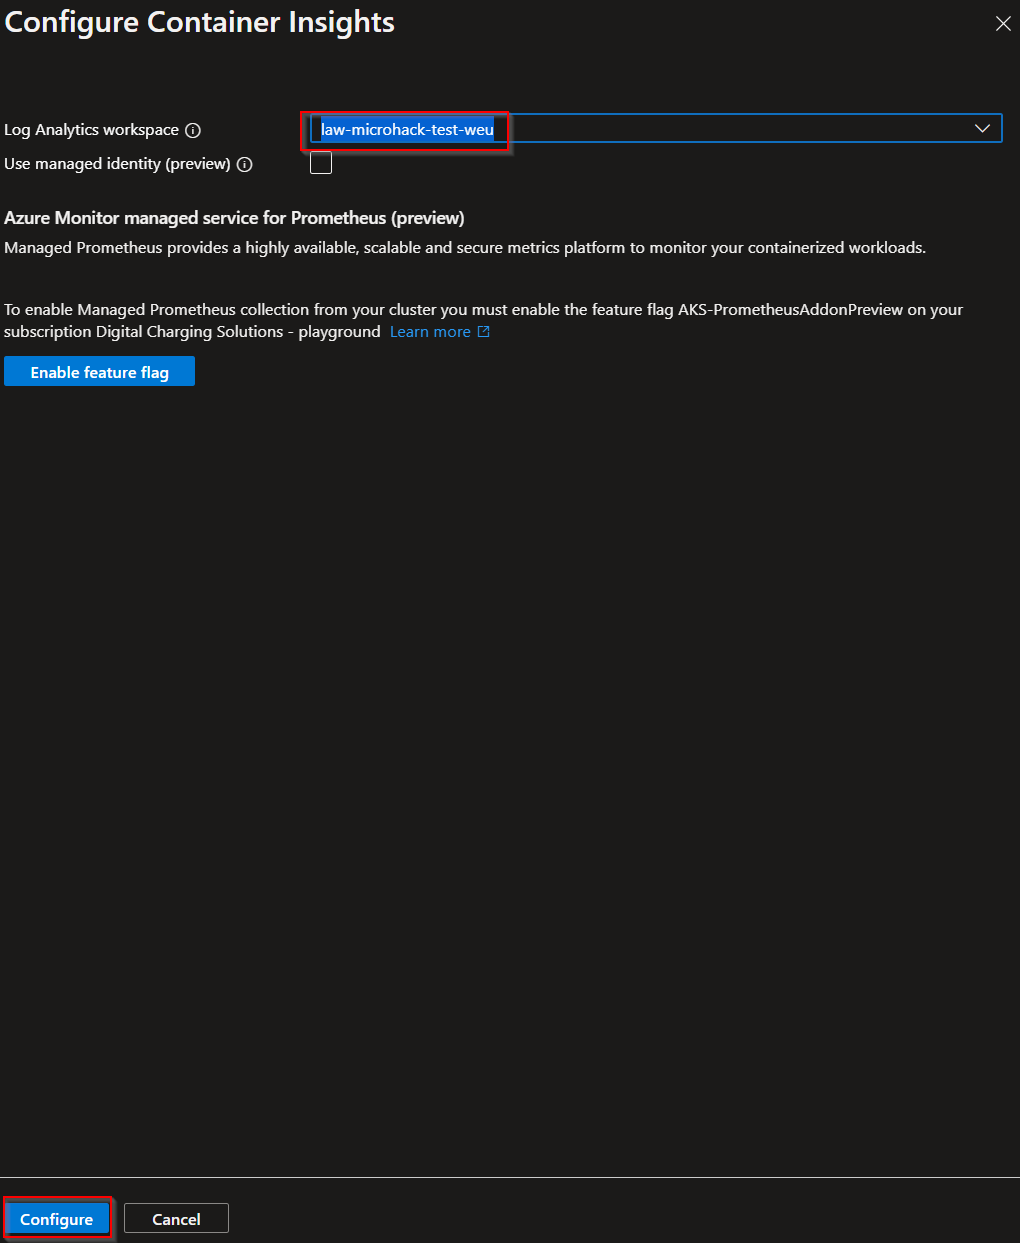 Configure Container Insights
Log Analytics workspace
law-microhack-test-weu
Use managed identity (preview)
Azure Monitor managed service for Prometheus (preview)
Managed Prometheus provides a highly available, scalable and secure metrics platform to monitor your containerized workloads.
To enable Managed Prometheus collection from your cluster you must enable the feature flag AKS-PrometheusAddonPreview on your
subscription Digital Charging Solutions - playground Learn more
Enable feature flag
Configure
Cancel